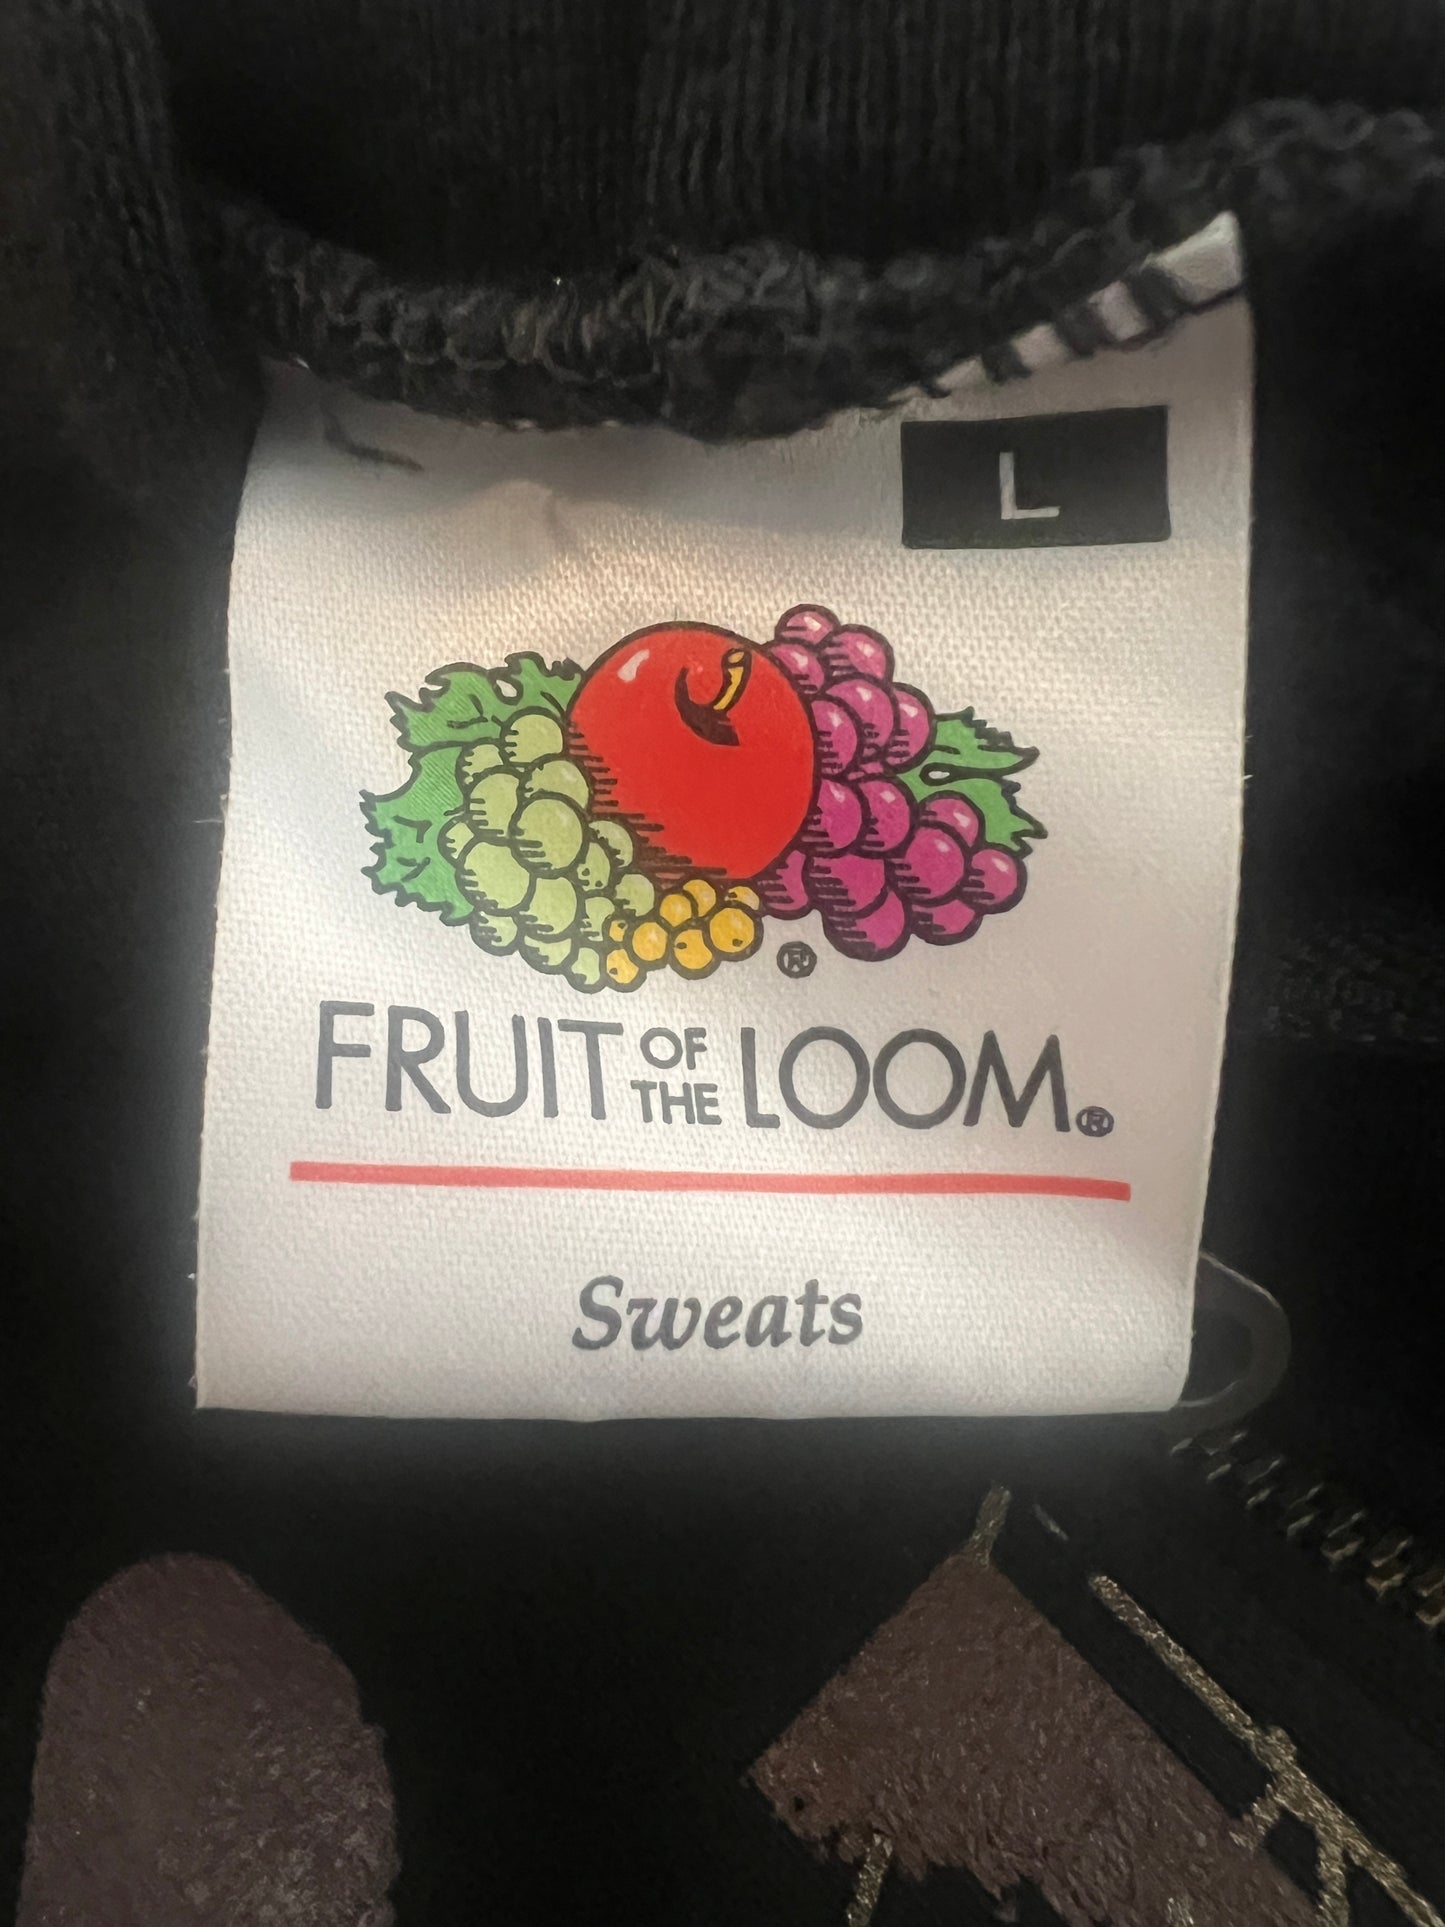 L
®
FRUIT OF THE LOOM®
Sweats